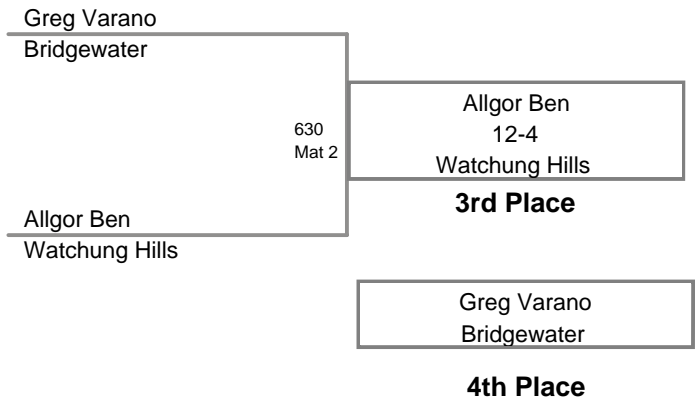 Greg Varano
Bridgewater
630
Mat 2
Allgor Ben
12-4
Watchung Hills
3rd Place
Allgor Ben
Watchung Hills
Greg Varano
Bridgewater
4th Place